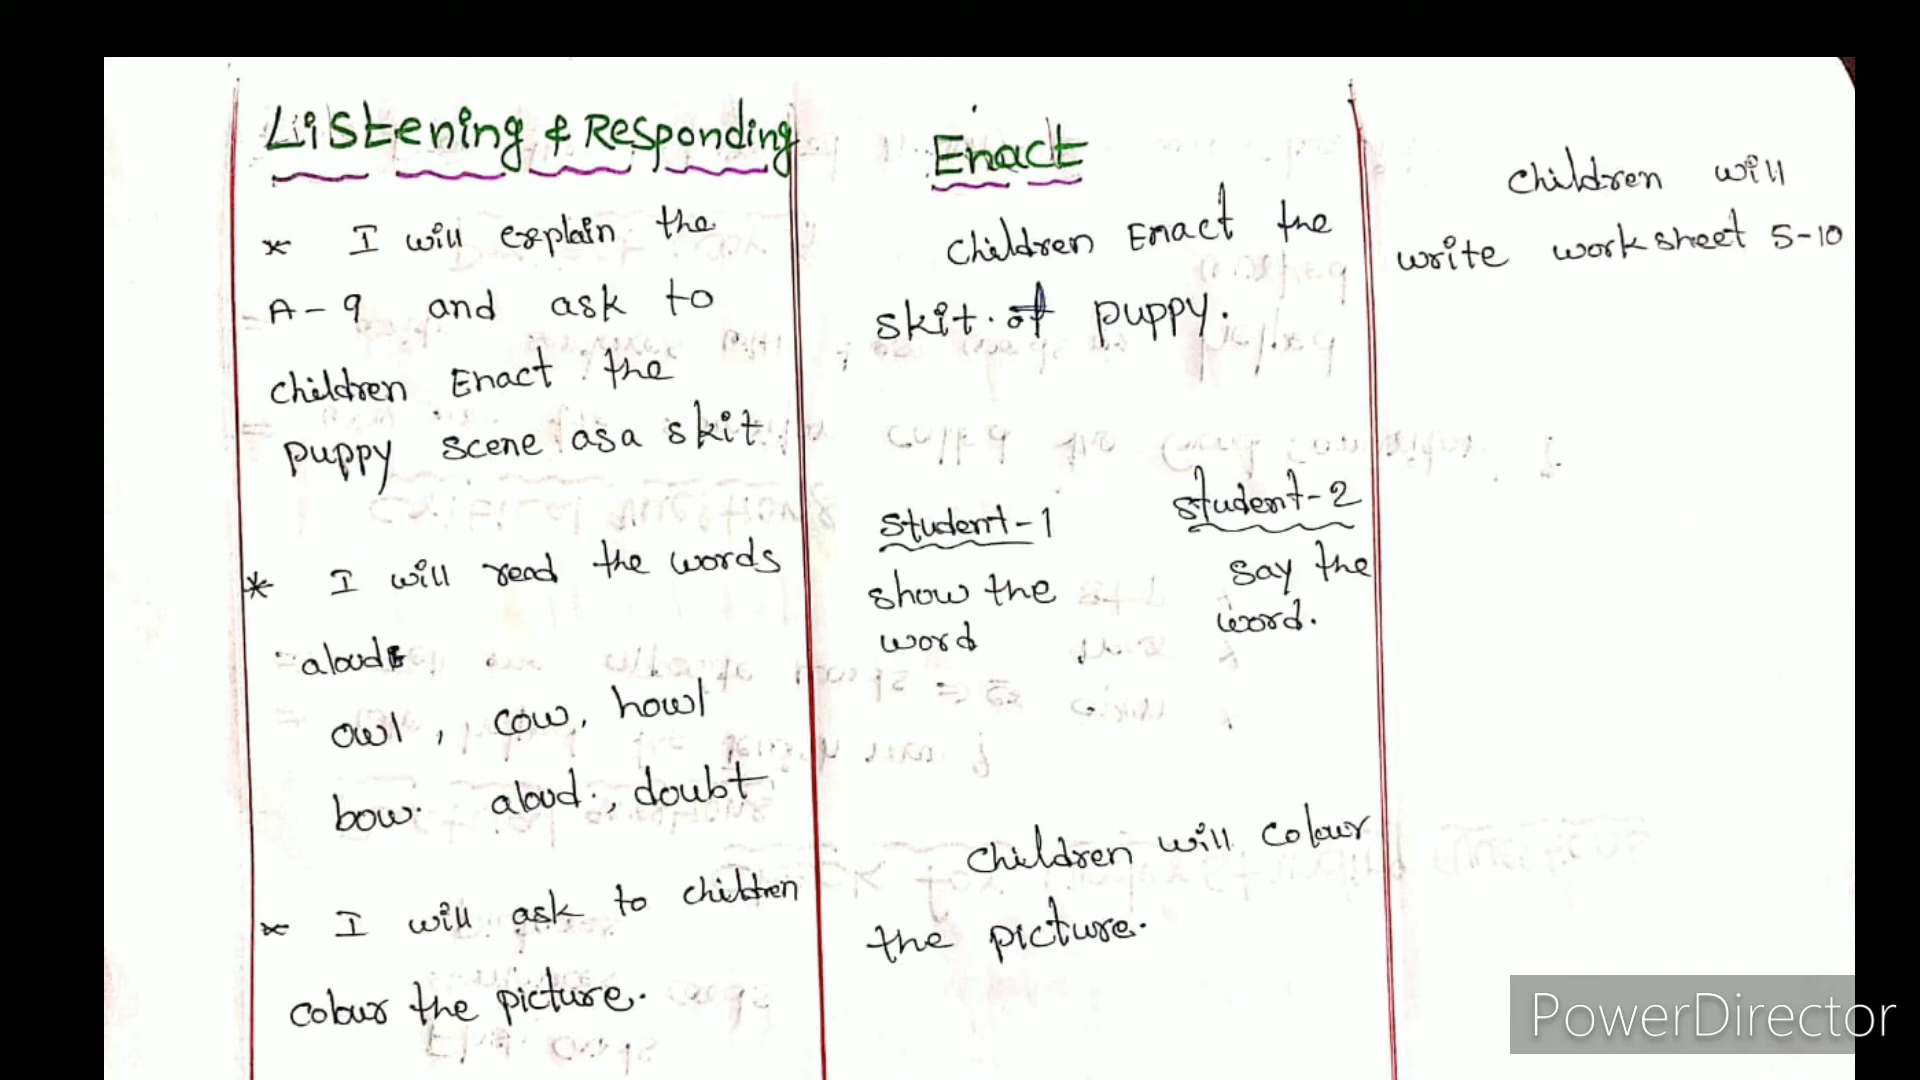 Listening & Responding
* I will explain the
A-9 and ask to
children Enact the
puppy scene as a skit
* I will read the words
aloud
owl, cow, howl
bow. aloud., doubt
* I will ask to children
colour the picture.
Enact
children Enact the
skit. of puppy.
student-1
show the
word
student-2
say the
word.
children will colour
the picture.
children will
write worksheet 5-10
PowerDirector